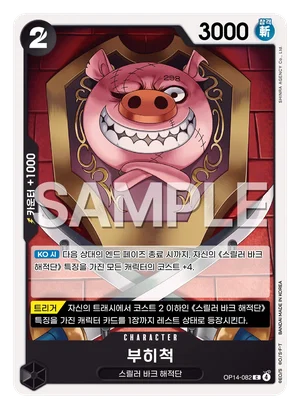 2
3000
참격
斬
298
SHUEISHA
카운터 +1000
SAMPLE
KO 시 다음 상대의 엔드 페이즈 종료 시까지, 자신의 《스릴러 바크
해적단》 특징을 가진 모든 캐릭터의 코스트 +4.
트리거 자신의 트래시에서 코스트 2 이하인 《스릴러 바크 해적단》
특징을 가진 캐릭터 카드를 1장까지 레스트 상태로 등장시킨다.
CHARACTER
부히척
스릴러 바크 해적단
OP14-082 C
4
BANDAI MADE IN KOREA